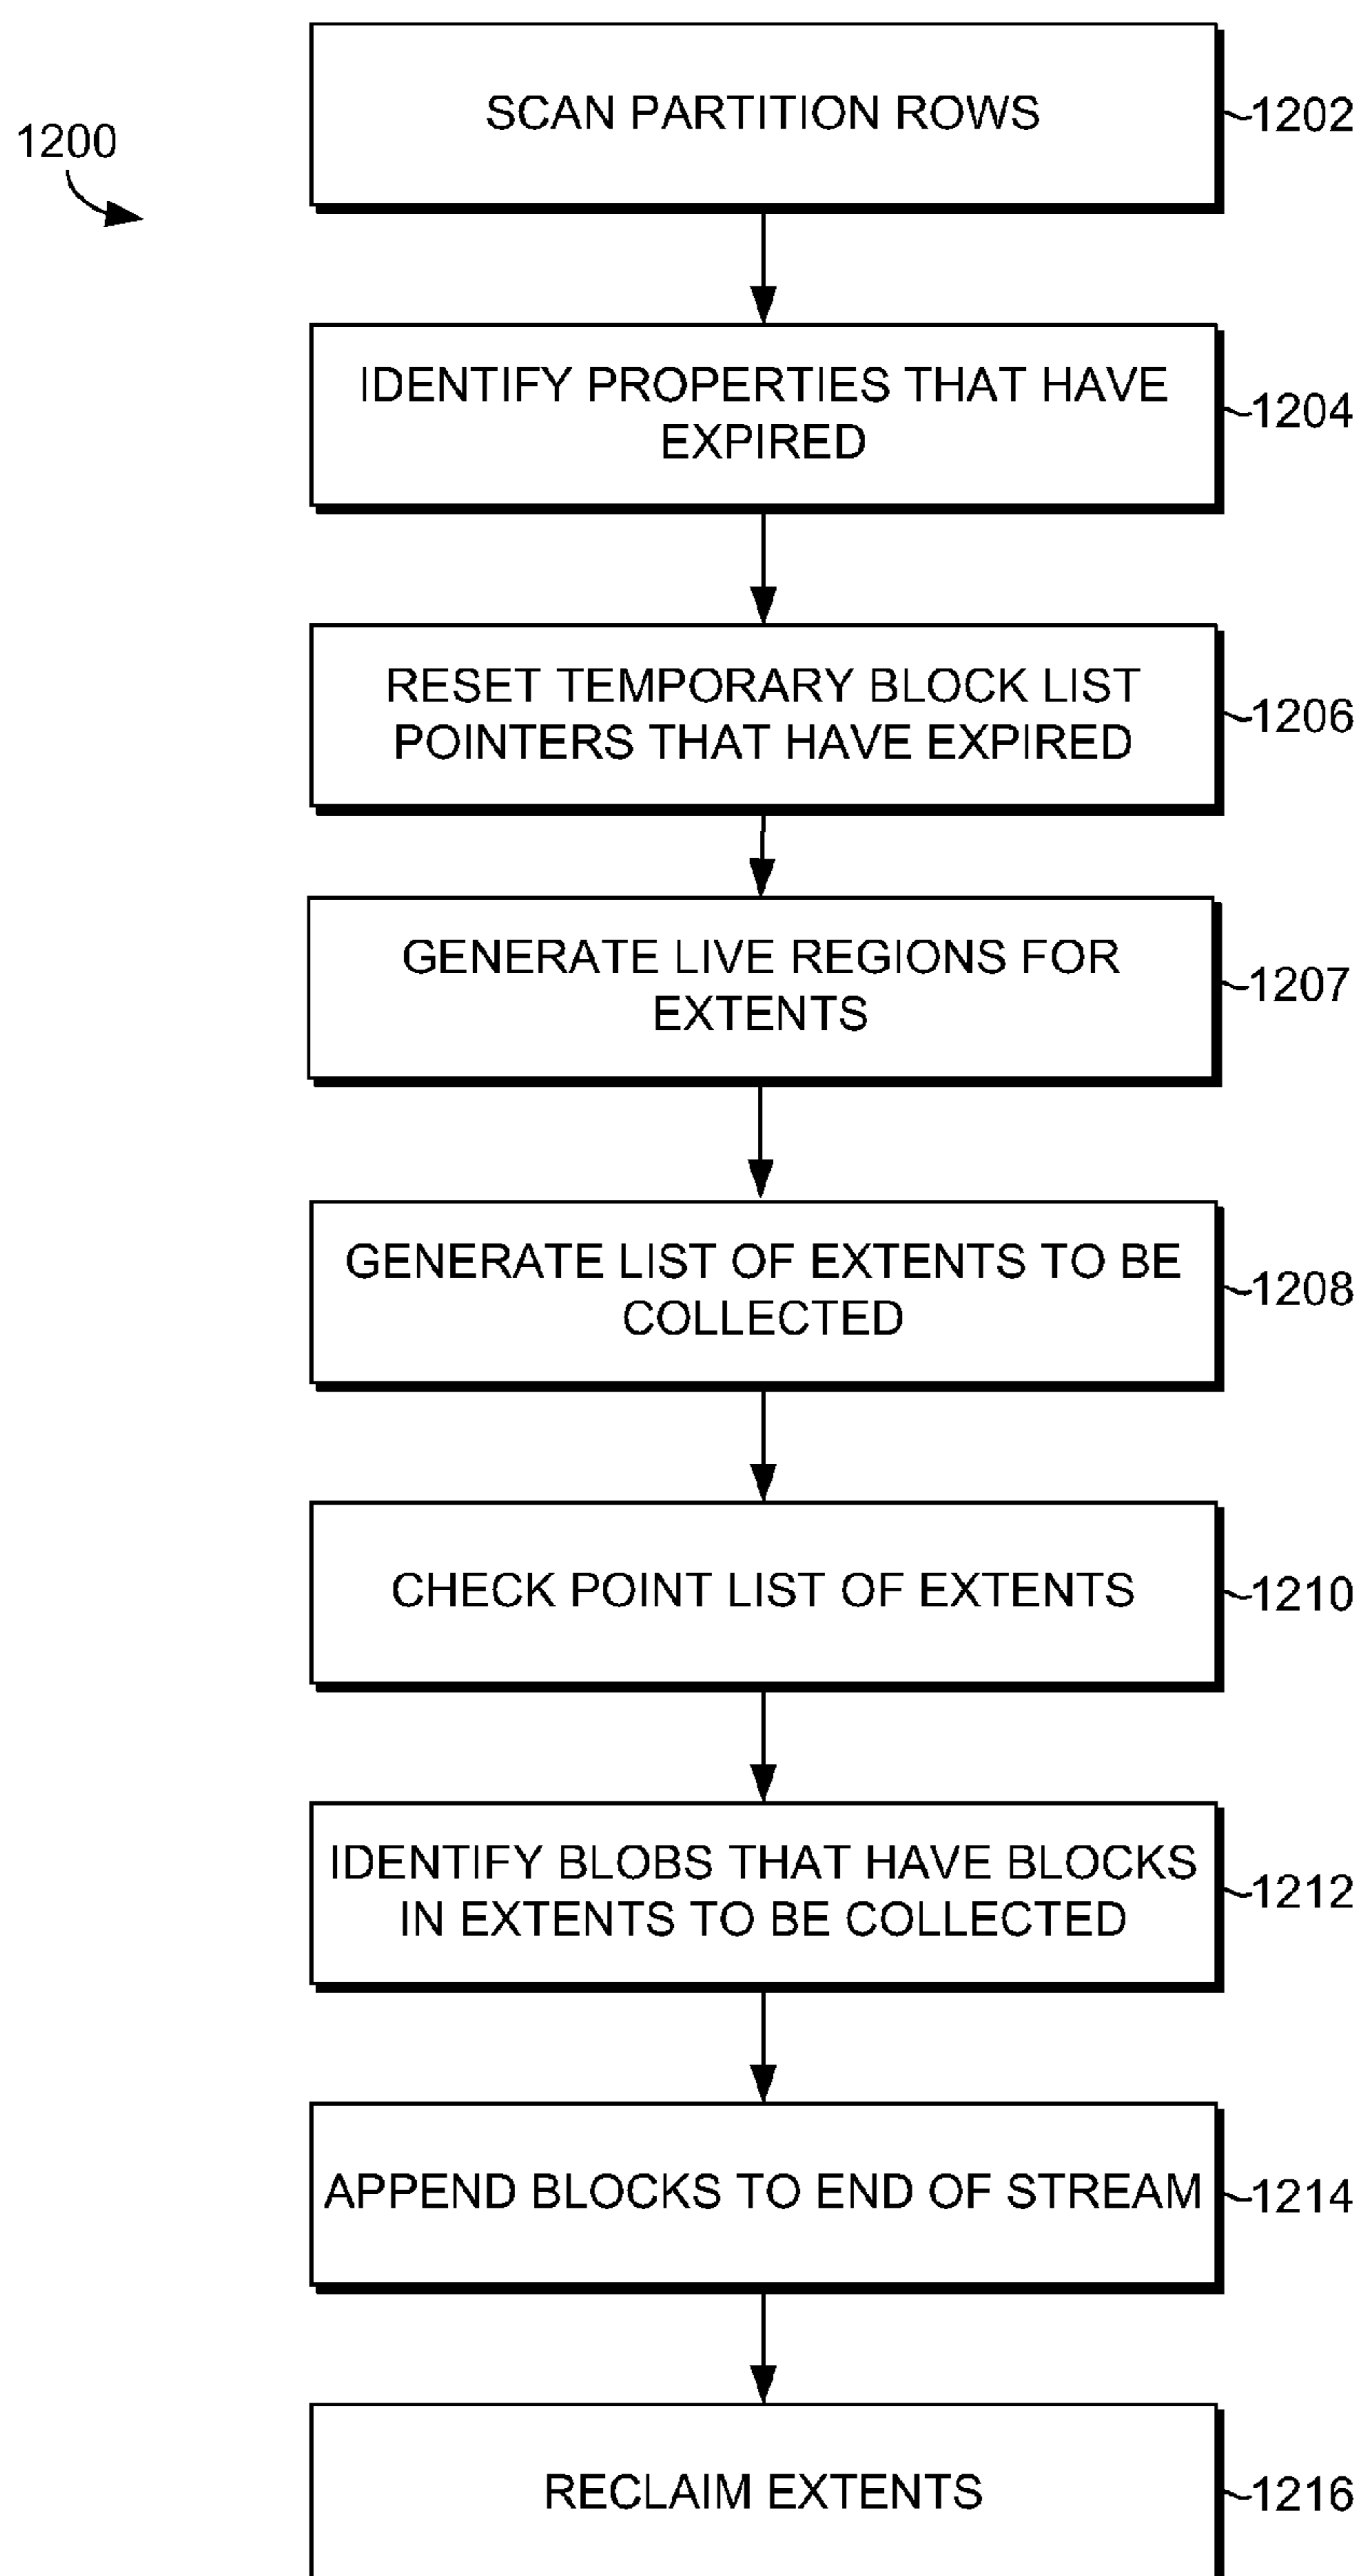 1200
SCAN PARTITION ROWS
1202
IDENTIFY PROPERTIES THAT HAVE
EXPIRED
1204
RESET TEMPORARY BLOCK LIST
POINTERS THAT HAVE EXPIRED
1206
GENERATE LIVE REGIONS FOR
EXTENTS
1207
GENERATE LIST OF EXTENTS TO BE
COLLECTED
1208
CHECK POINT LIST OF EXTENTS
1210
IDENTIFY BLOBS THAT HAVE BLOCKS
IN EXTENTS TO BE COLLECTED
1212
APPEND BLOCKS TO END OF STREAM
1214
RECLAIM EXTENTS
1216